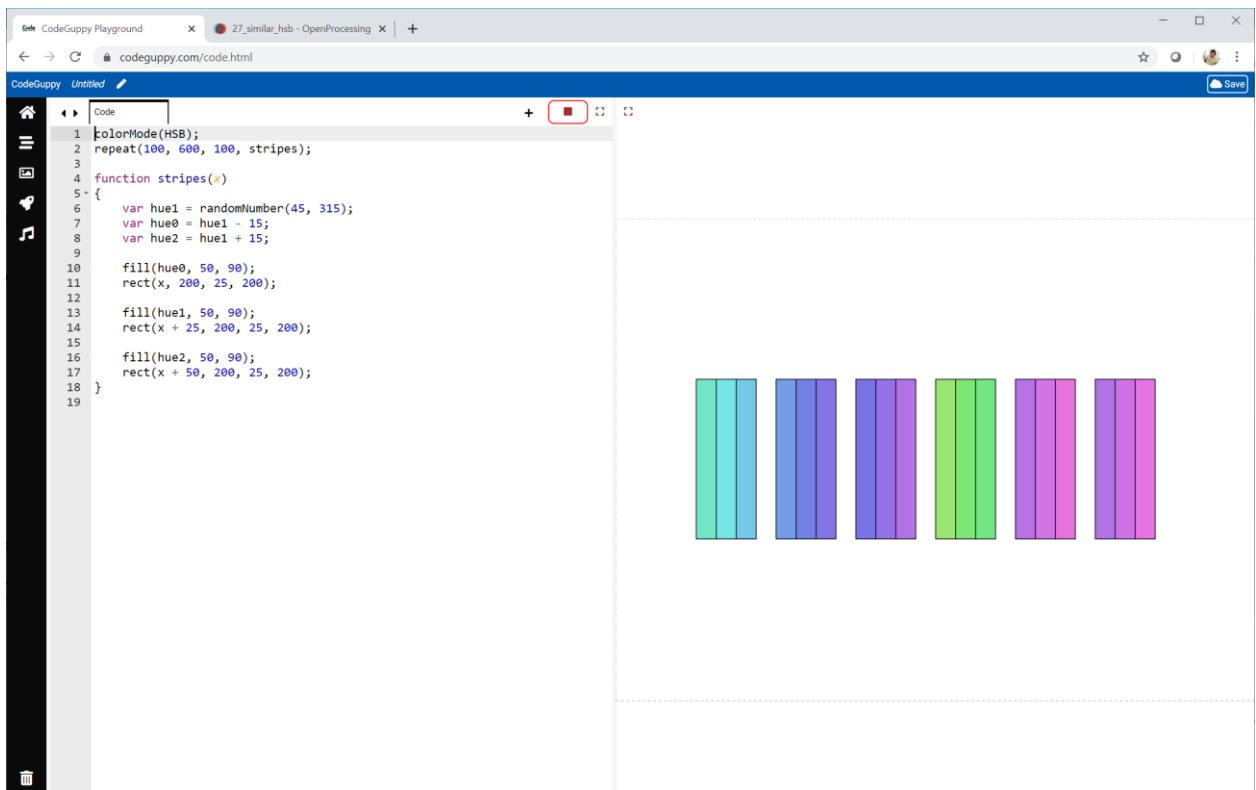 Code CodeGuppy Playground × 27_similar_hsb - OpenProcessing × +
codeguppy.com/code.html
CodeGuppy Untitled Save
Code +
1 colorMode(HSB);
2 repeat(100, 600, 100, stripes);
3
4 function stripes(x)
5 {
6 var hue1 = randomNumber(45, 315);
7 var hue0 = hue1 - 15;
8 var hue2 = hue1 + 15;
9
10 fill(hue0, 50, 90);
11 rect(x, 200, 25, 200);
12
13 fill(hue1, 50, 90);
14 rect(x + 25, 200, 25, 200);
15
16 fill(hue2, 50, 90);
17 rect(x + 50, 200, 25, 200);
18 }
19